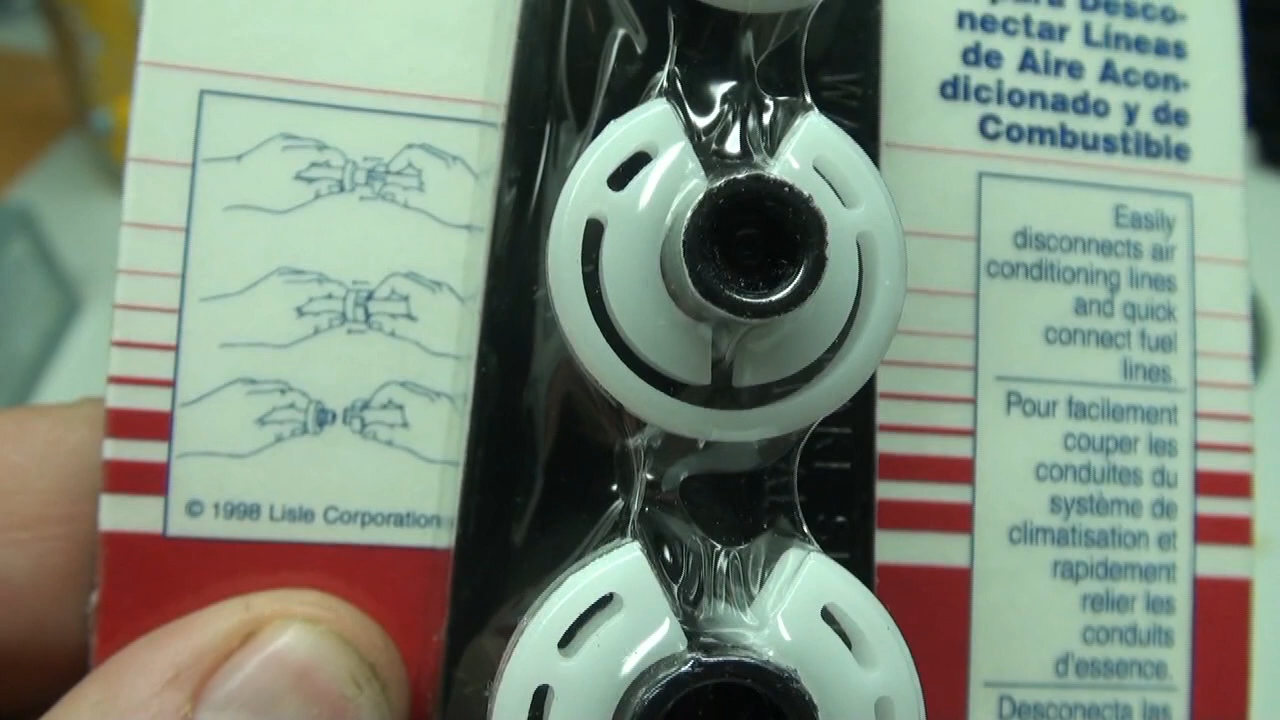 © 1998 Lisle Corporation
para Desco-
nectar Líneas
de Aire Acon-
dicionado y de
Combustible
Easily
disconnects air
conditioning lines
and quick
connect fuel
lines.
Pour facilement
couper les
conduites du
système de
climatisation et
rapidement
relier les
conduits
d'essence.
Desconecta las